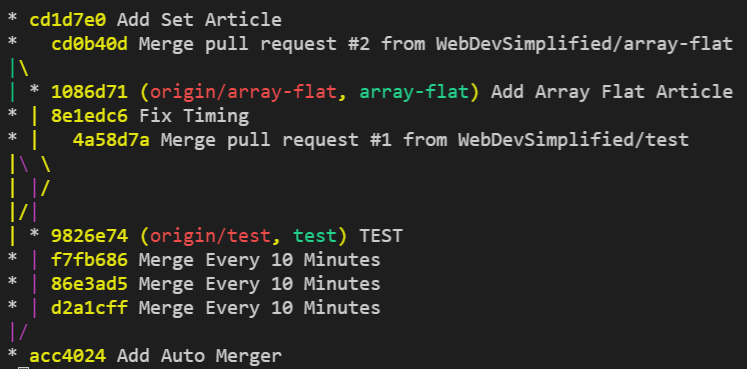 * cd1d7e0 Add Set Article
*   cd0b40d Merge pull request #2 from WebDevSimplified/array-flat
|\
| * 1086d71 (origin/array-flat, array-flat) Add Array Flat Article
* | 8e1edc6 Fix Timing
* |   4a58d7a Merge pull request #1 from WebDevSimplified/test
|\ \
| |/
|/|
| * 9826e74 (origin/test, test) TEST
* | f7fb686 Merge Every 10 Minutes
* | 86e3ad5 Merge Every 10 Minutes
* | d2a1cff Merge Every 10 Minutes
|/
* acc4024 Add Auto Merger